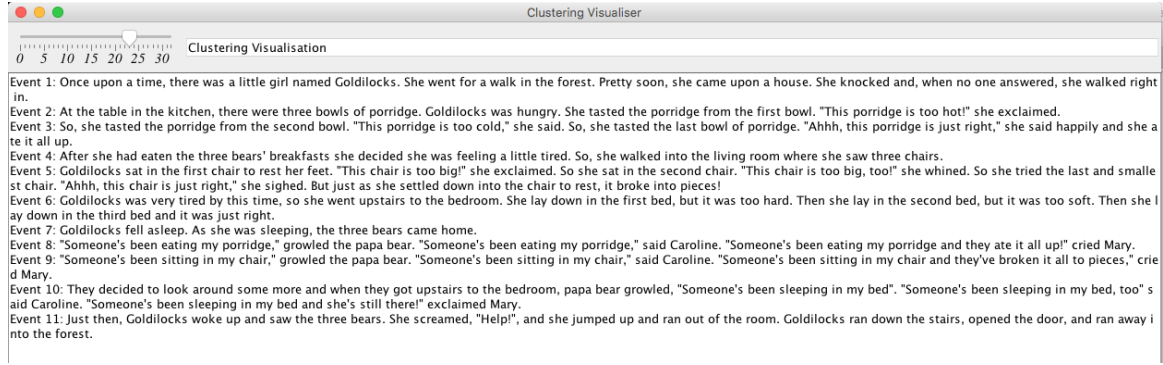 Clustering Visualiser
0 5 10 15 20 25 30
Clustering Visualisation
Event 1: Once upon a time, there was a little girl named Goldilocks. She went for a walk in the forest. Pretty soon, she came upon a house. She knocked and, when no one answered, she walked right
in.
Event 2: At the table in the kitchen, there were three bowls of porridge. Goldilocks was hungry. She tasted the porridge from the first bowl. "This porridge is too hot!" she exclaimed.
Event 3: So, she tasted the porridge from the second bowl. "This porridge is too cold," she said. So, she tasted the last bowl of porridge. "Ahhh, this porridge is just right," she said happily and she a
te it all up.
Event 4: After she had eaten the three bears' breakfasts she decided she was feeling a little tired. So, she walked into the living room where she saw three chairs.
Event 5: Goldilocks sat in the first chair to rest her feet. "This chair is too big!" she exclaimed. So she sat in the second chair. "This chair is too big, too!" she whined. So she tried the last and smalle
st chair. "Ahhh, this chair is just right," she sighed. But just as she settled down into the chair to rest, it broke into pieces!
Event 6: Goldilocks was very tired by this time, so she went upstairs to the bedroom. She lay down in the first bed, but it was too hard. Then she lay in the second bed, but it was too soft. Then she l
ay down in the third bed and it was just right.
Event 7: Goldilocks fell asleep. As she was sleeping, the three bears came home.
Event 8: "Someone's been eating my porridge," growled the papa bear. "Someone's been eating my porridge," said Caroline. "Someone's been eating my porridge and they ate it all up!" cried Mary.
Event 9: "Someone's been sitting in my chair," growled the papa bear. "Someone's been sitting in my chair," said Caroline. "Someone's been sitting in my chair and they've broken it all to pieces," crie
d Mary.
Event 10: They decided to look around some more and when they got upstairs to the bedroom, papa bear growled, "Someone's been sleeping in my bed". "Someone's been sleeping in my bed, too" s
aid Caroline. "Someone's been sleeping in my bed and she's still there!" exclaimed Mary.
Event 11: Just then, Goldilocks woke up and saw the three bears. She screamed, "Help!", and she jumped up and ran out of the room. Goldilocks ran down the stairs, opened the door, and ran away i
nto the forest.